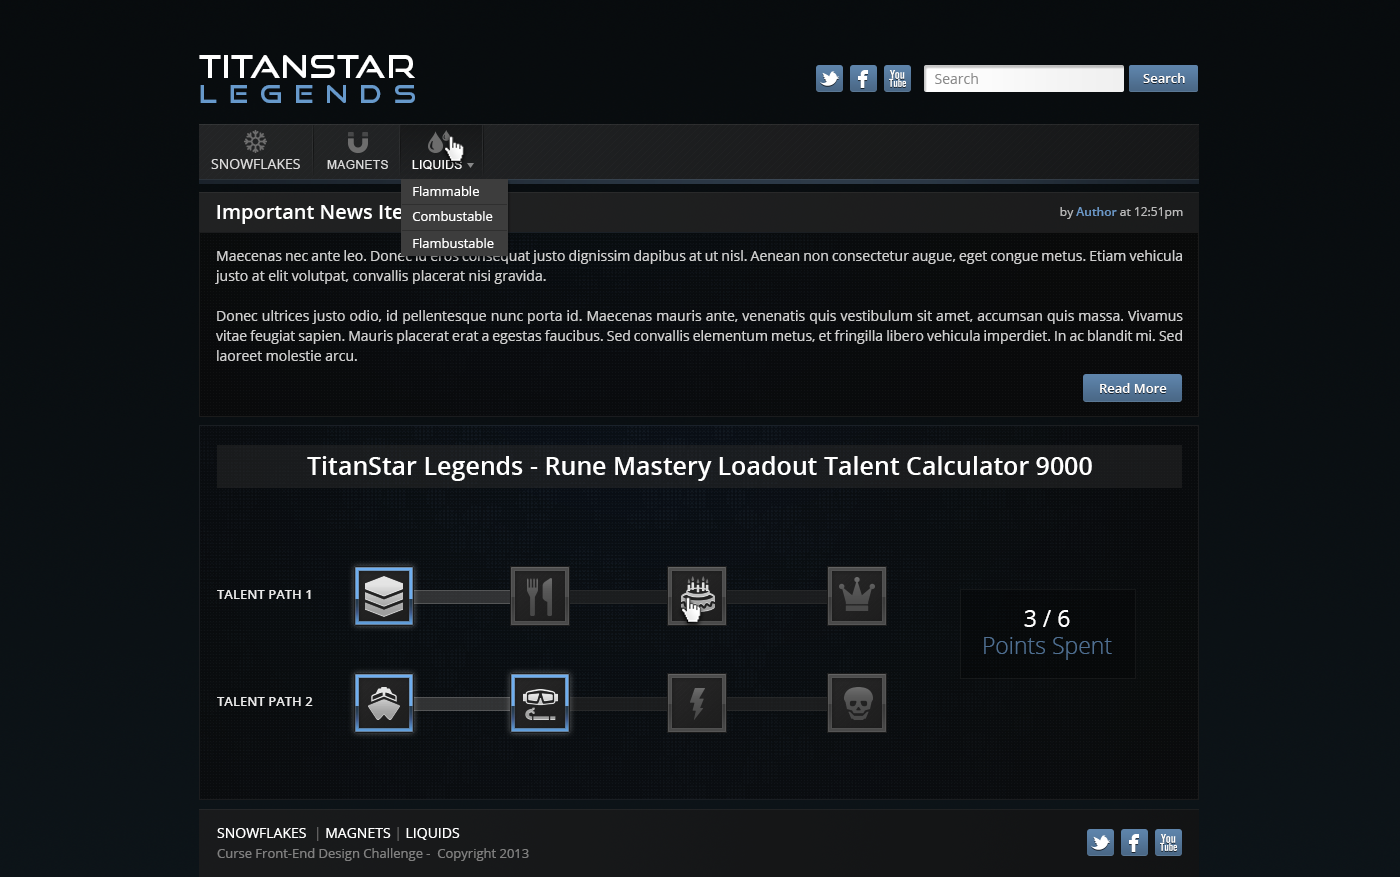 TITANSTAR
LEGENDS
You
Tube
Search
Search
SNOWFLAKES
MAGNETS
LIQUIDS
Flammable
Combustable
Flambustable
Important News Ite
by Author at 12:51pm
Maecenas nec ante leo. Donec id eros consequat justo dignissim dapibus at ut nisl. Aenean non consectetur augue, eget congue metus. Etiam vehicula
justo at elit volutpat, convallis placerat nisi gravida.
Donec ultrices justo odio, id pellentesque nunc porta id. Maecenas mauris ante, venenatis quis vestibulum sit amet, accumsan quis massa. Vivamus
vitae feugiat sapien. Mauris placerat erat a egestas faucibus. Sed convallis elementum metus, et fringilla libero vehicula imperdiet. In ac blandit mi. Sed
laoreet molestie arcu.
Read More
TitanStar Legends - Rune Mastery Loadout Talent Calculator 9000
TALENT PATH 1
3 / 6
Points Spent
TALENT PATH 2
SNOWFLAKES | MAGNETS | LIQUIDS
Curse Front-End Design Challenge - Copyright 2013
You
Tube